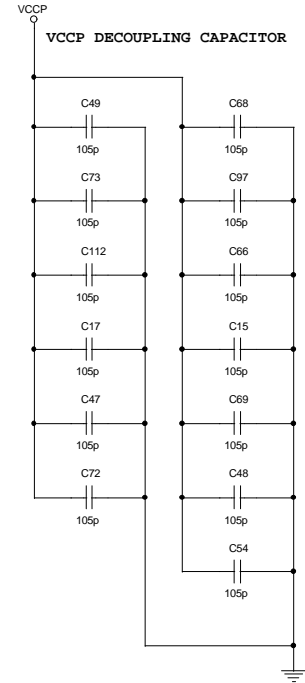 VCCP
VCCP DECOUPLING CAPACITOR
C49
105p
C73
105p
C112
105p
C17
105p
C47
105p
C72
105p
C68
105p
C97
105p
C66
105p
C15
105p
C69
105p
C48
105p
C54
105p